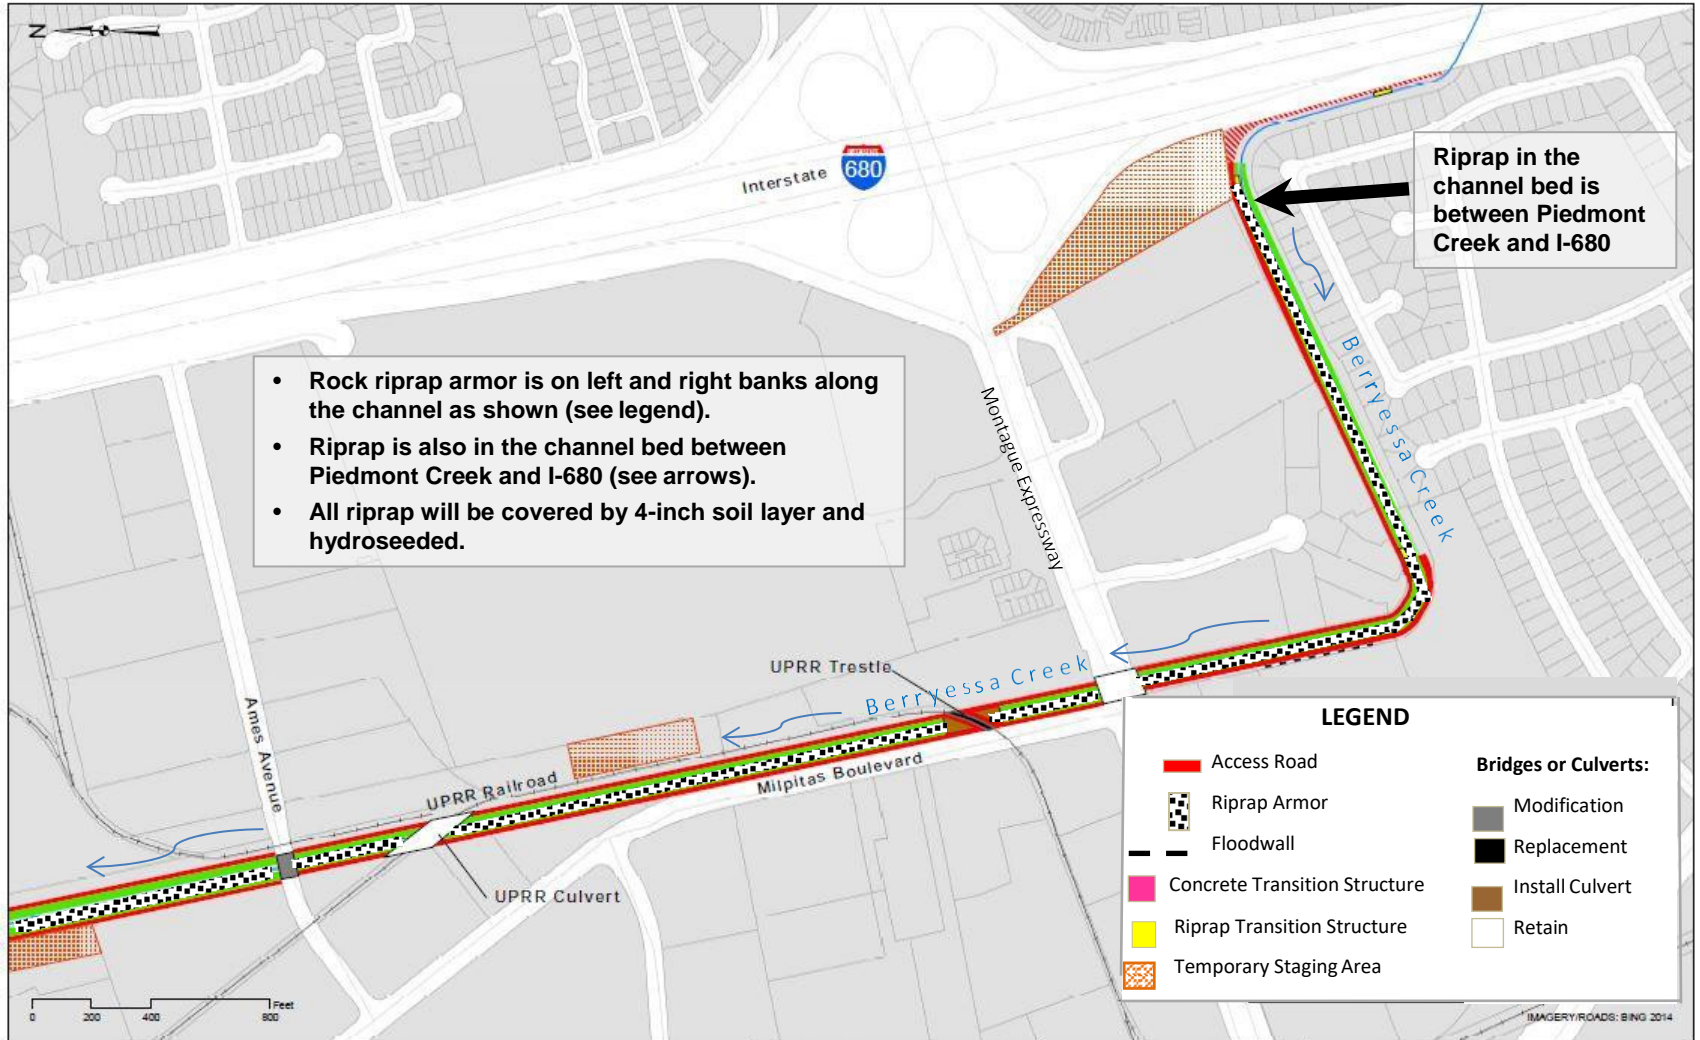 N
Interstate
680
Riprap in the
channel bed is
between Piedmont
Creek and I-680
• Rock riprap armor is on left and right banks along
the channel as shown (see legend).
• Riprap is also in the channel bed between
Piedmont Creek and I-680 (see arrows).
• All riprap will be covered by 4-inch soil layer and
hydroseeded.
Montague Expressway
Berryessa Creek
UPRR Trestle
Berryessa Creek
Ames Avenue
UPRR Railroad
Milpitas Boulevard
UPRR Culvert
LEGEND
Access Road
Riprap Armor
Floodwall
Concrete Transition Structure
Riprap Transition Structure
Temporary Staging Area
Bridges or Culverts:
Modification
Replacement
Install Culvert
Retain
Feet
0 200 400 800
IMAGERY/ROADS: BING 2014